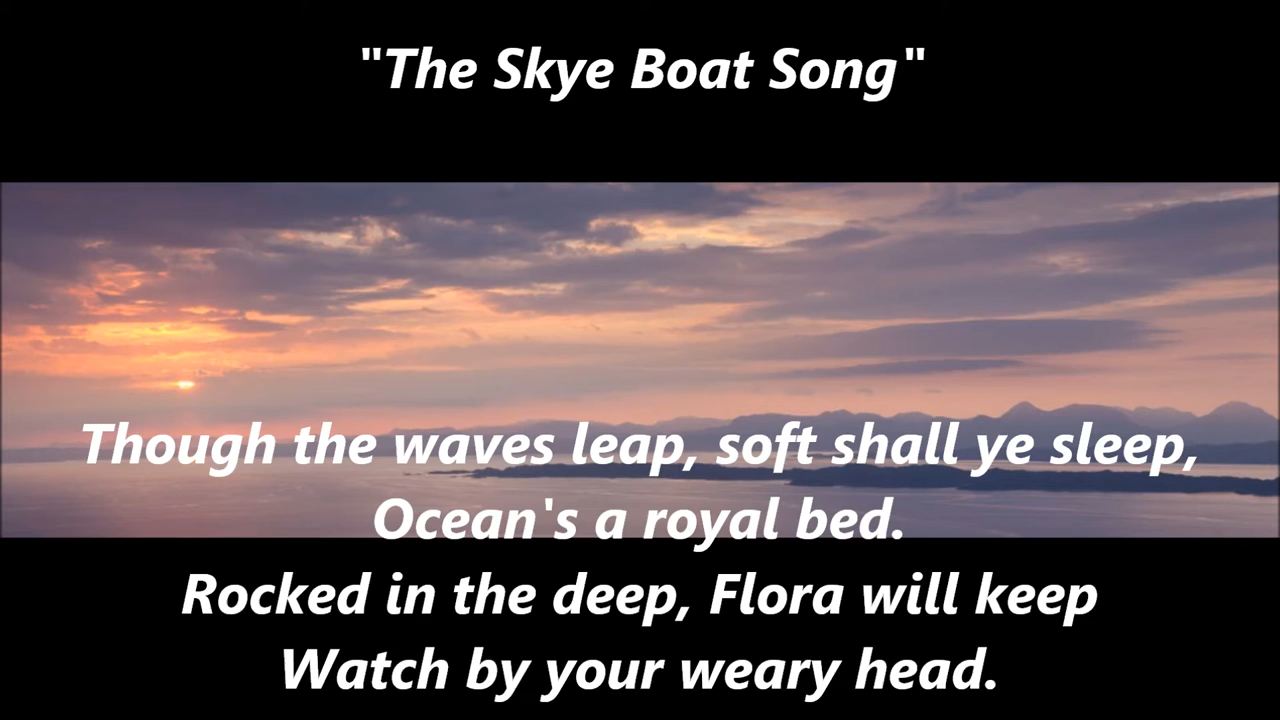 "The Skye Boat Song"
Though the waves leap, soft shall ye sleep,
Ocean's a royal bed.
Rocked in the deep, Flora will keep
Watch by your weary head.